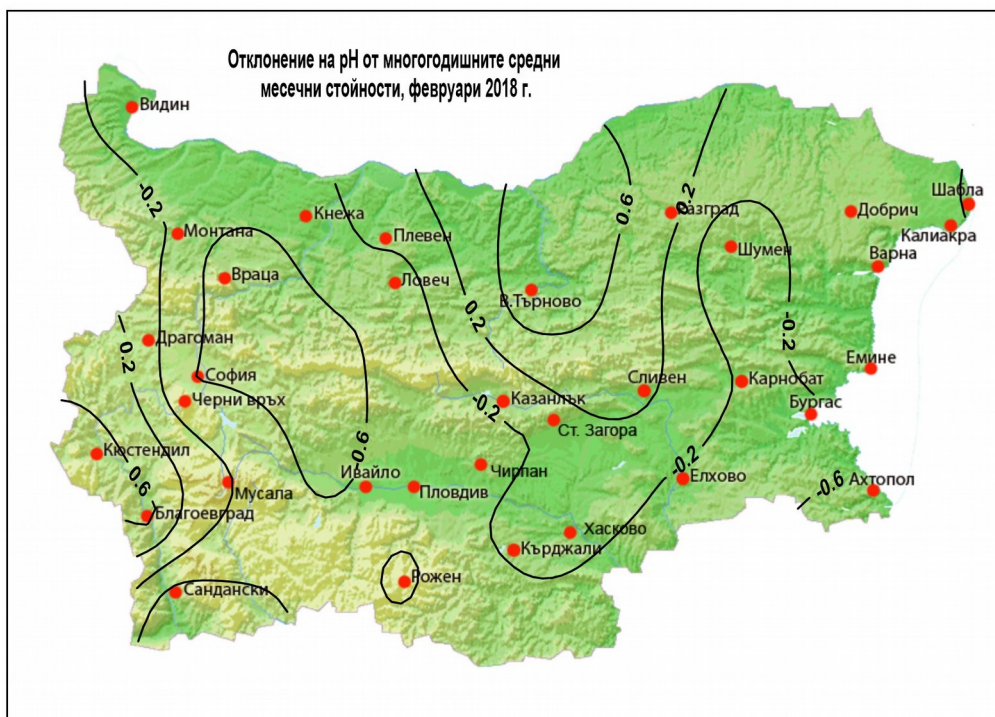 Отклонение на pH от многогодишните средни
месечни стойности, февруари 2018 г.
Видин
-0.2
Монтана
Кнежа
Плевен
Враца
Ловеч
В.Търново
0.6
0.2
Разград
Шумен
Добрич
Шабла
Калиакра
Варна
Драгоман
0.2
-0.2
0.2
София
Черни връх
Казанлък
-0.2
Сливен
Карнобат
Емине
Бургас
Ст. Загора
Кюстендил
0.6
Благоевград
Мусала
Ивайло
-0.6
Пловдив
Чирпан
-0.2
Елхово
-0.6
Ахтопол
Хасково
Кърджали
Рожен
Сандански